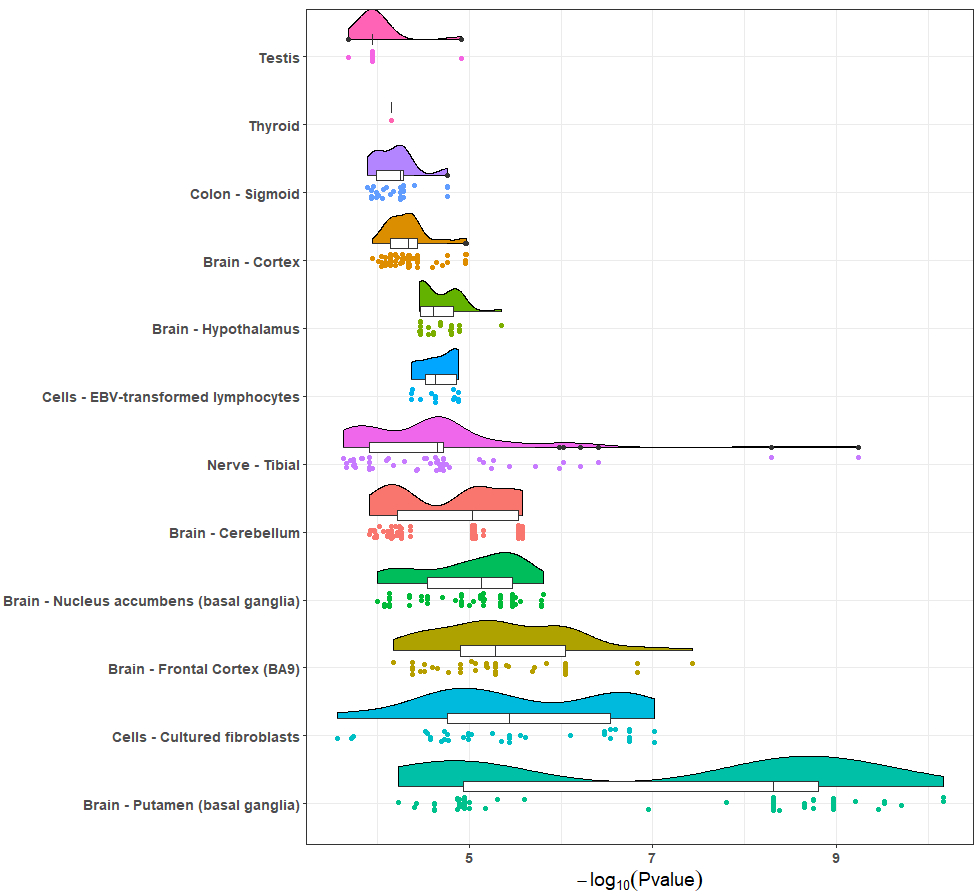 Testis
Thyroid
Colon - Sigmoid
Brain - Cortex
Brain - Hypothalamus
Cells - EBV-transformed lymphocytes
Nerve - Tibial
Brain - Cerebellum
Brain - Nucleus accumbens (basal ganglia)
Brain - Frontal Cortex (BA9)
Cells - Cultured fibroblasts
Brain - Putamen (basal ganglia)
5 7 9
−log₁₀(Pvalue)